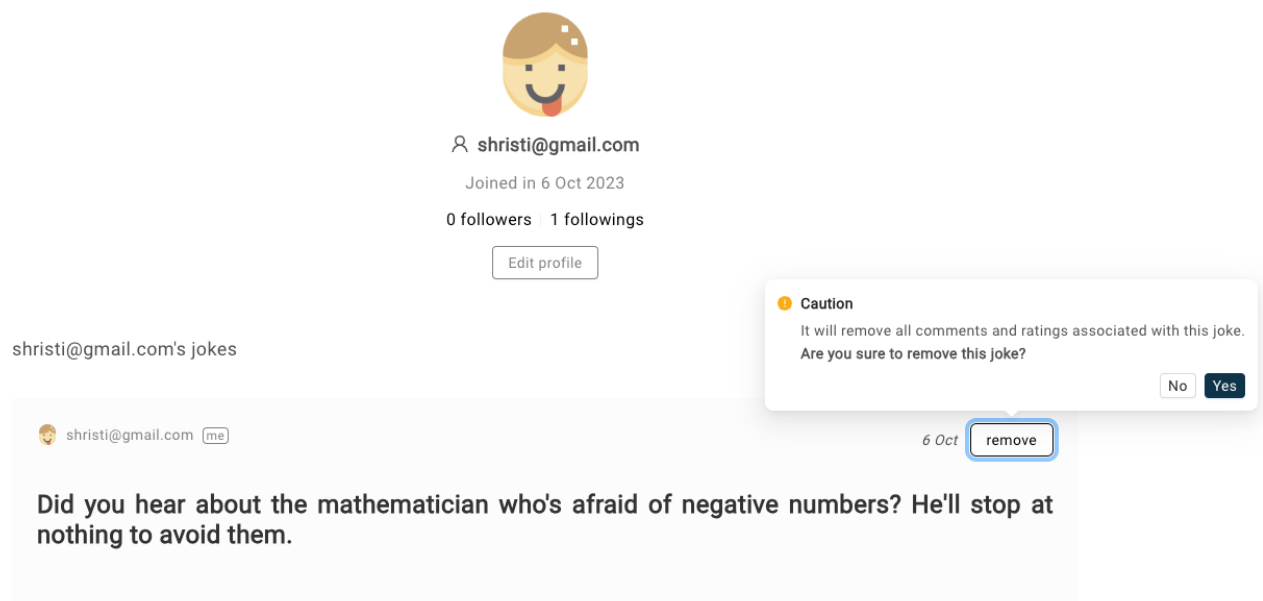 shristi@gmail.com
Joined in 6 Oct 2023
0 followers 1 followings
Edit profile
Caution
It will remove all comments and ratings associated with this joke.
Are you sure to remove this joke?
No Yes
shristi@gmail.com's jokes
shristi@gmail.com me
6 Oct remove
Did you hear about the mathematician who's afraid of negative numbers? He'll stop at
nothing to avoid them.